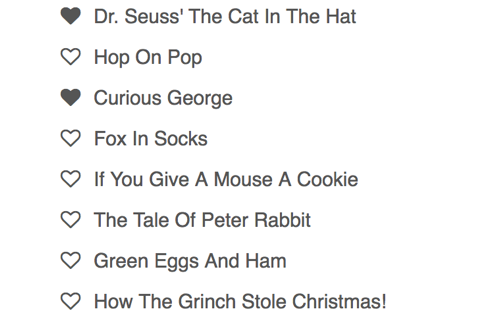 Dr. Seuss' The Cat In The Hat
Hop On Pop
Curious George
Fox In Socks
If You Give A Mouse A Cookie
The Tale Of Peter Rabbit
Green Eggs And Ham
How The Grinch Stole Christmas!